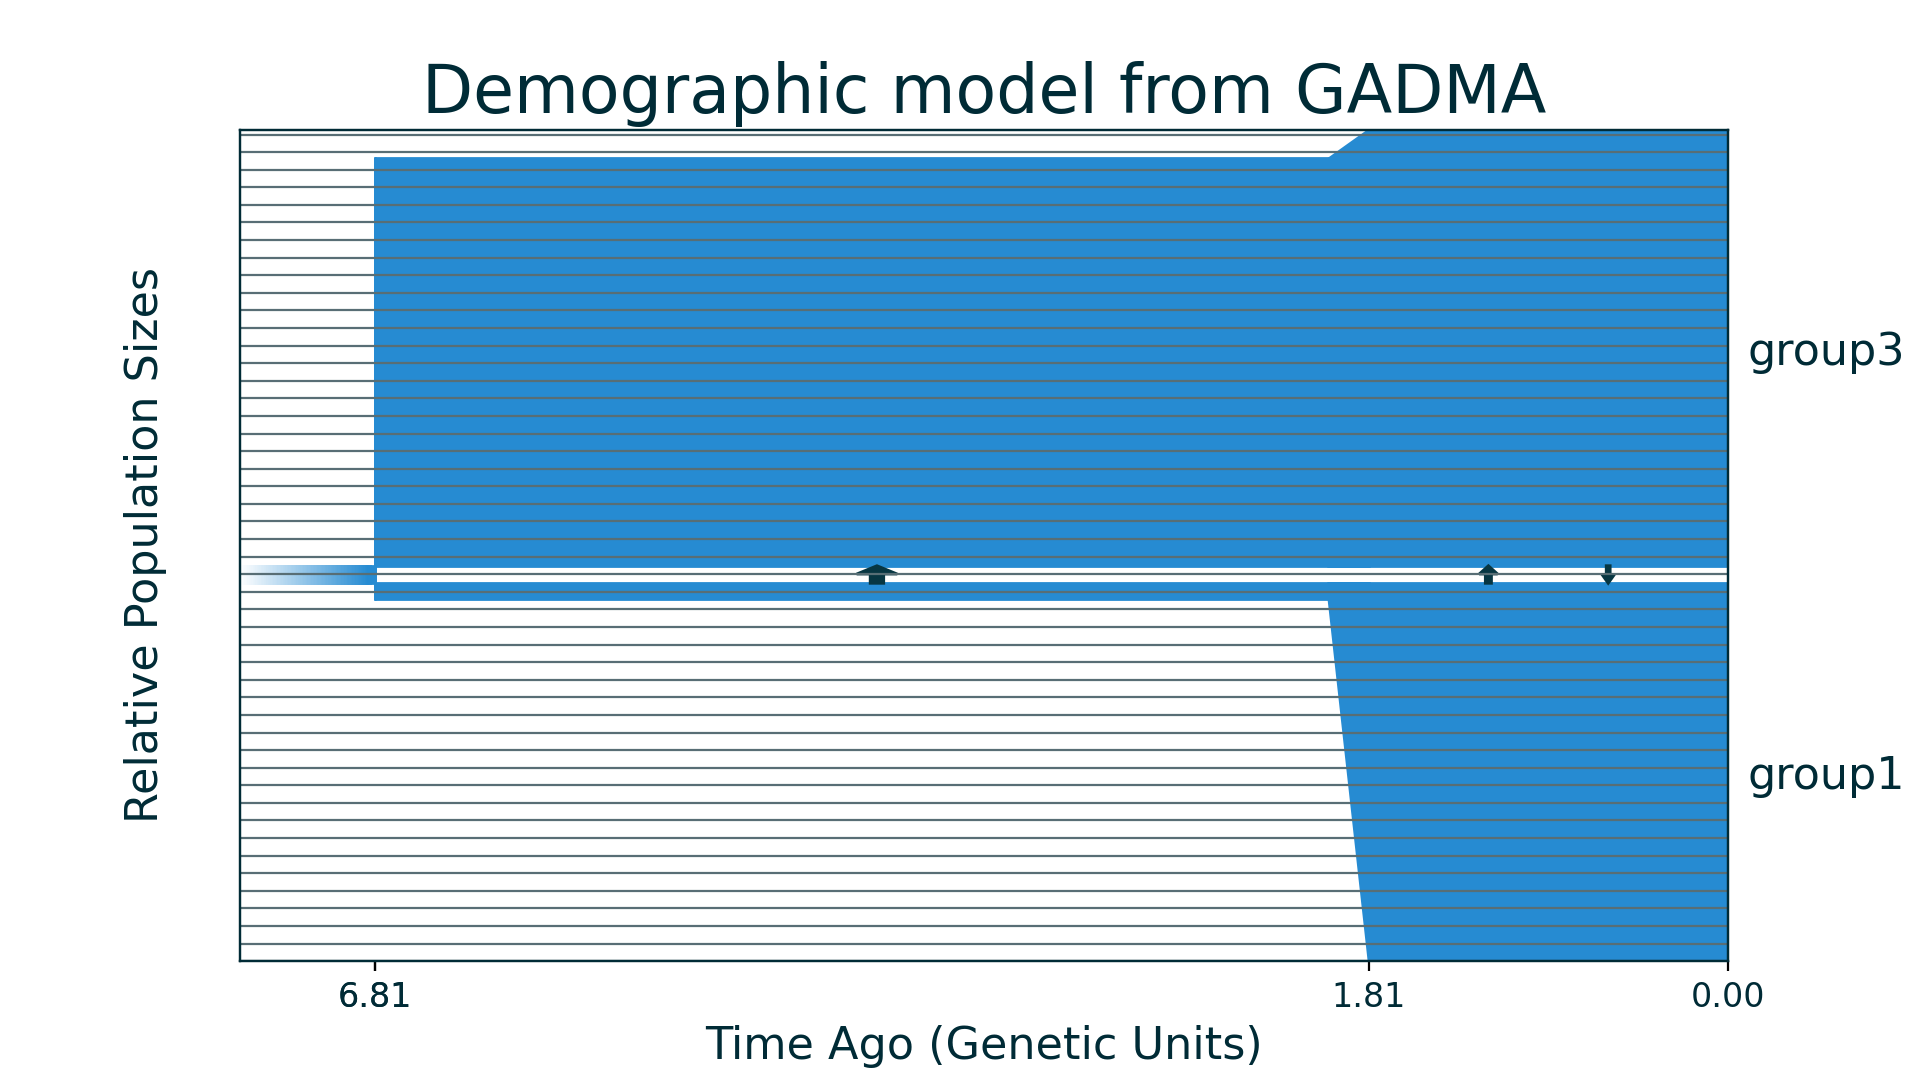 Demographic model from GADMA
Relative Population Sizes
group3
group1
6.81
1.81
0.00
Time Ago (Genetic Units)